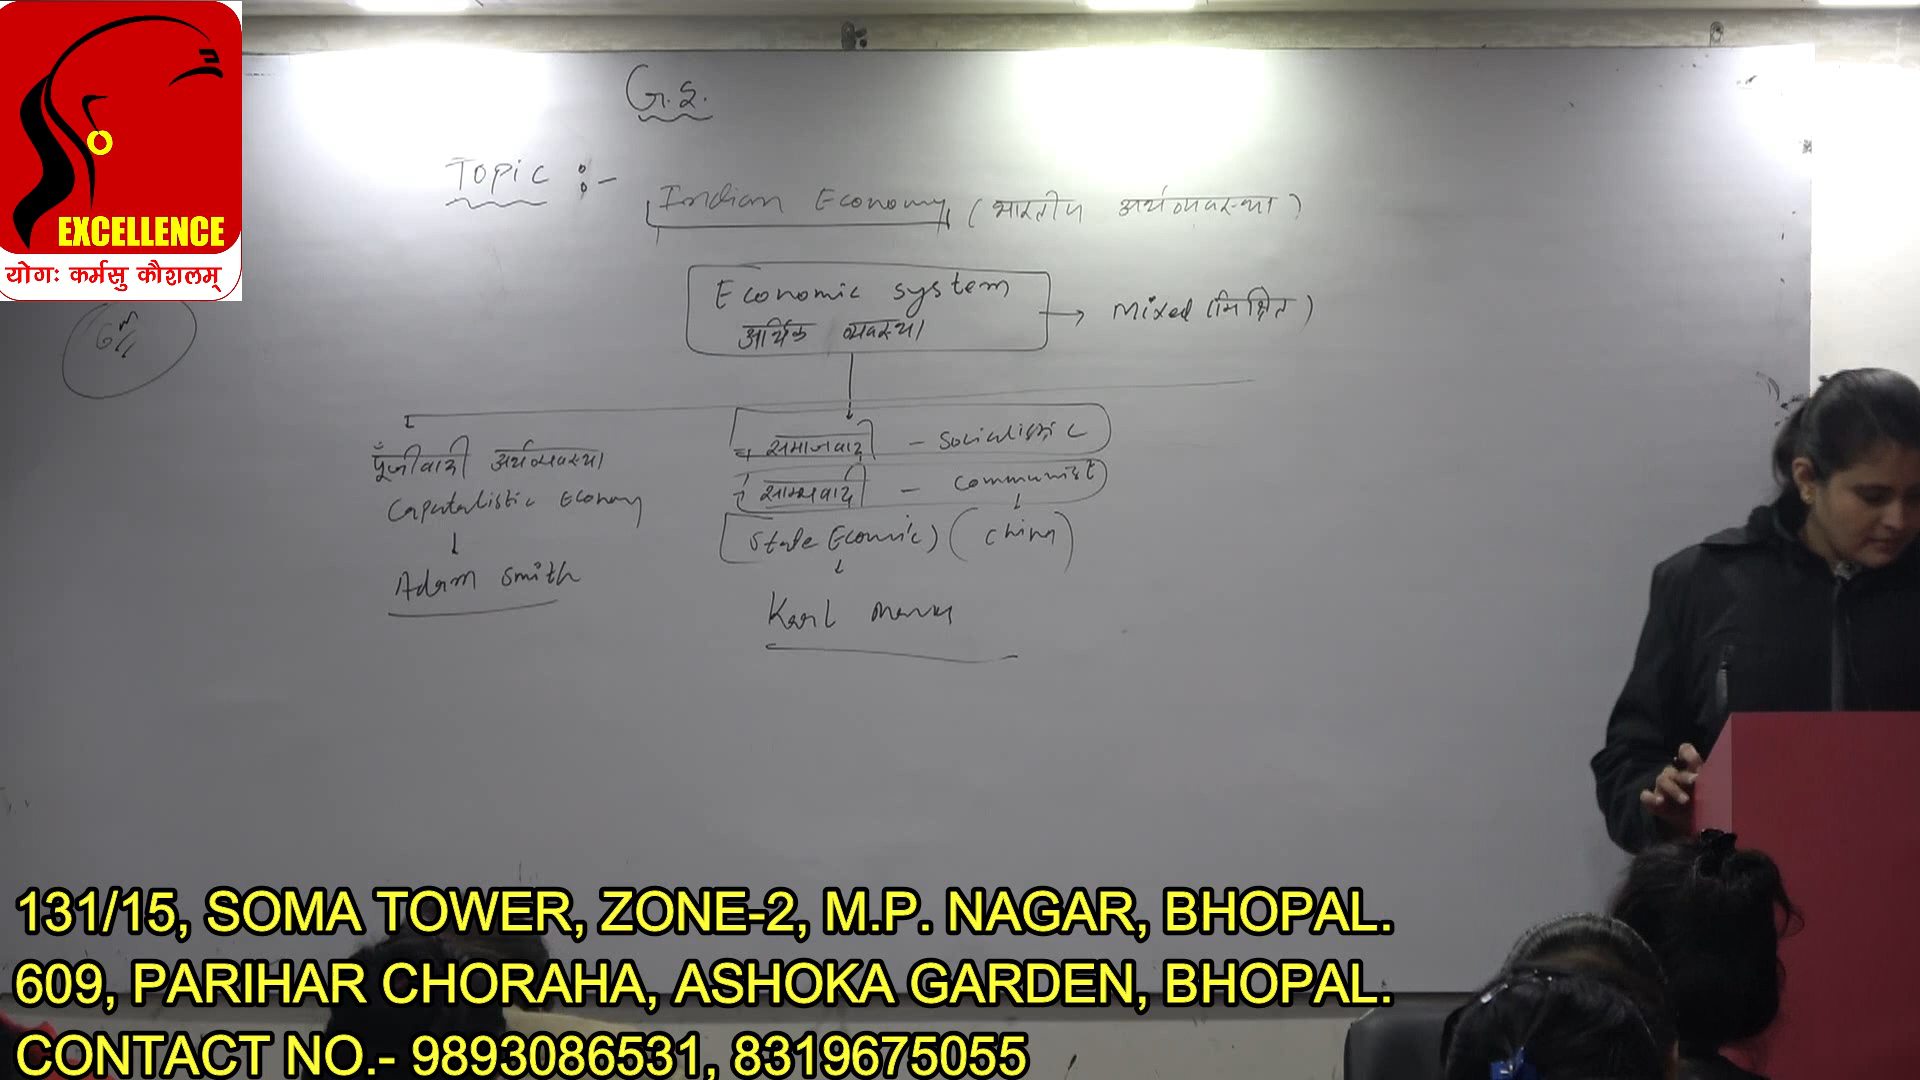 EXCELLENCE
योगः कर्मसु कौशलम्
G.S.
Topic :-
Indian Economy (भारतीय अर्थव्यवस्था)
Economic system
आर्थिक व्यवस्था
→ Mixed (मिश्रित)
पूँजीवादी अर्थव्यवस्था
Capitalistic Economy
Adam Smith
समाजवाद - Socialistic
साम्यवाद - Communist
State Ecomic) (China)
Karl Marx
131/15, SOMA TOWER, ZONE-2, M.P. NAGAR, BHOPAL.
609, PARIHAR CHORAHA, ASHOKA GARDEN, BHOPAL.
CONTACT NO.- 9893086531, 8319675055